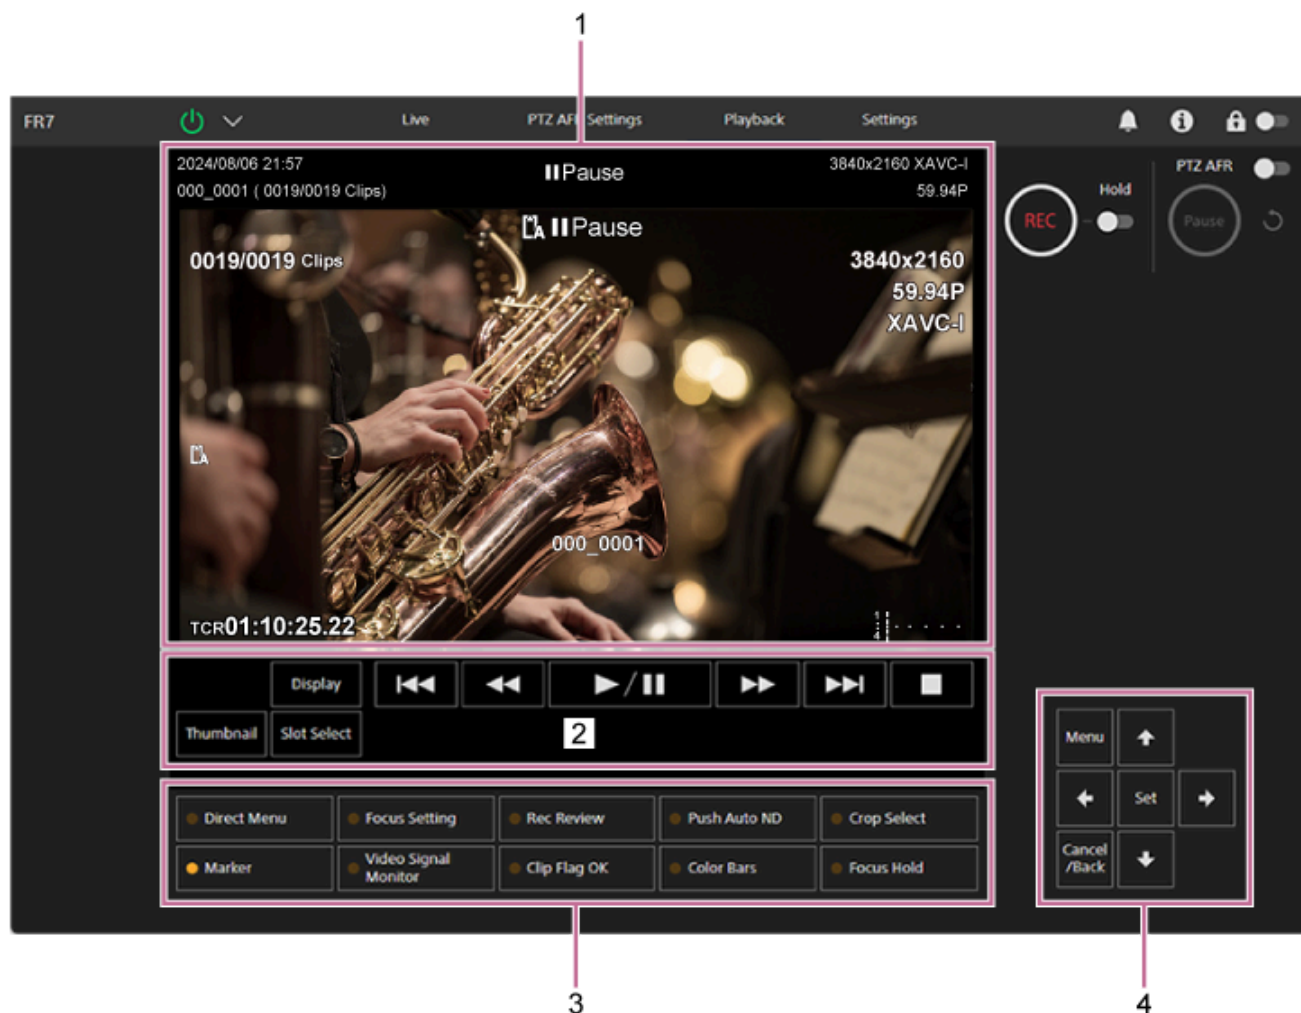 1
FR7
Live
PTZ AFR Settings
Playback
Settings
2024/08/06 21:57
Pause
3840x2160 XAVC-I
000_0001 ( 0019/0019 Clips)
59.94P
PTZ AFR
Hold
REC
Pause
A Pause
0019/0019 Clips
3840x2160
59.94P
XAVC-I
A
000_0001
TCR01:10:25.22
Display
Thumbnail
Slot Select
2
Menu
Set
Cancel
/Back
Direct Menu
Focus Setting
Rec Review
Push Auto ND
Crop Select
Marker
Video Signal
Monitor
Clip Flag OK
Color Bars
Focus Hold
3
4